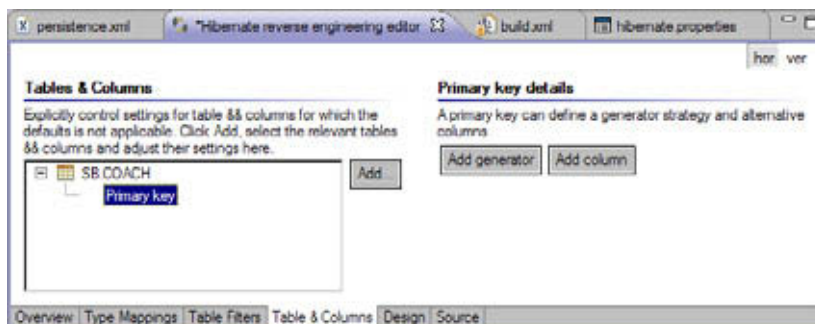 persistence.xml
*Hibernate reverse engineering editor
build.xml
hibernate.properties
hor ver
Tables & Columns
Explicitly control settings for table && columns for which the
defaults is not applicable. Click Add, select the relevant tables
&& columns and adjust their settings here.
SB.COACH
Primary key
Add...
Primary key details
A primary key can define a generator strategy and alternative
columns
Add generator Add column
Overview Type Mappings Table Filters Table & Columns Design Source